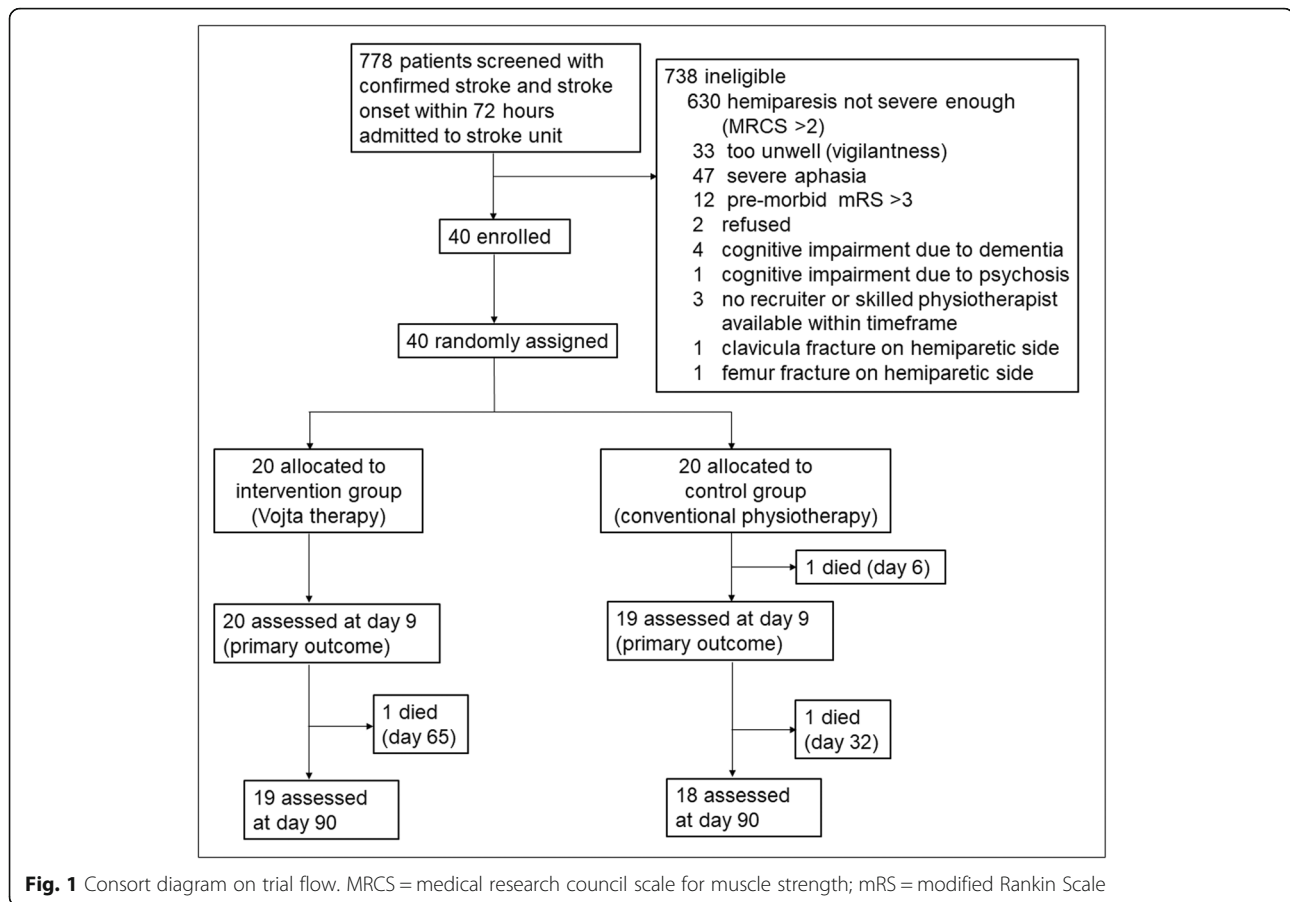 778 patients screened with
confirmed stroke and stroke
onset within 72 hours
admitted to stroke unit
738 ineligible
630 hemiparesis not severe enough
(MRCS >2)
33 too unwell (vigilantness)
47 severe aphasia
12 pre-morbid mRS >3
2 refused
4 cognitive impairment due to dementia
1 cognitive impairment due to psychosis
3 no recruiter or skilled physiotherapist
available within timeframe
1 clavicula fracture on hemiparetic side
1 femur fracture on hemiparetic side
40 enrolled
40 randomly assigned
20 allocated to
intervention group
(Vojta therapy)
20 allocated to
control group
(conventional physiotherapy)
1 died (day 6)
20 assessed at day 9
(primary outcome)
19 assessed at day 9
(primary outcome)
1 died
(day 65)
1 died
(day 32)
19 assessed
at day 90
18 assessed
at day 90
Fig. 1 Consort diagram on trial flow. MRCS = medical research council scale for muscle strength; mRS = modified Rankin Scale